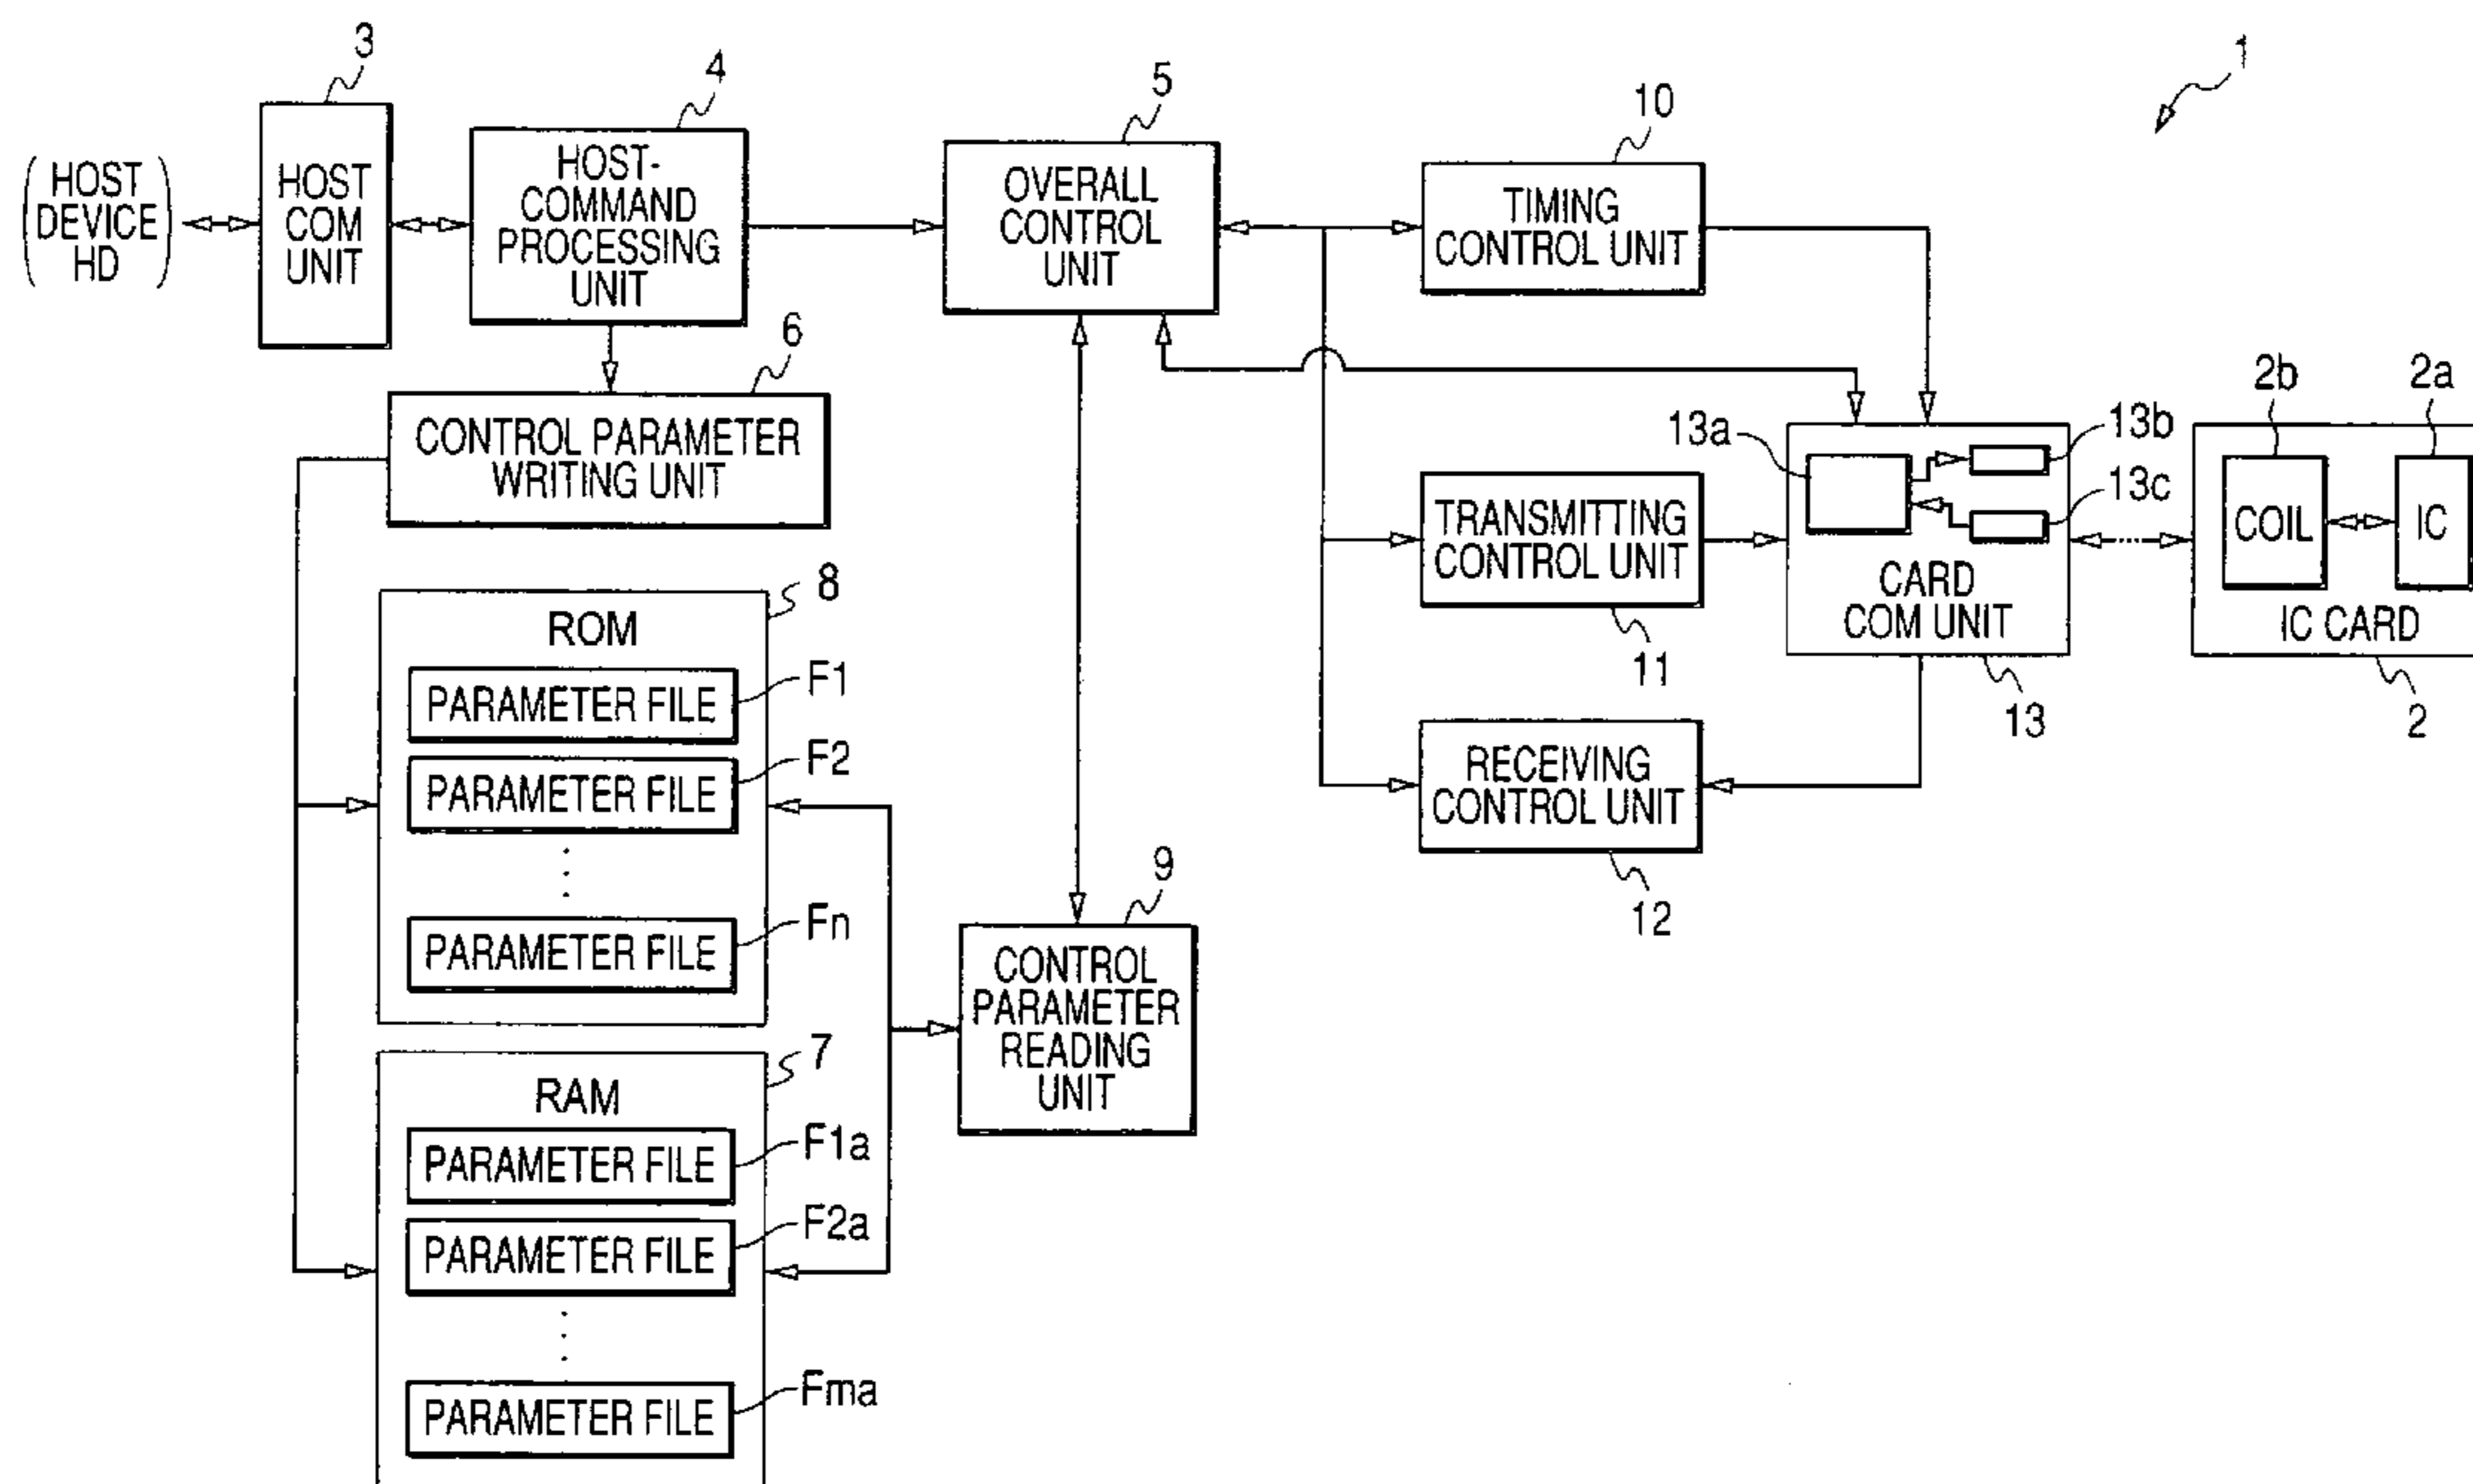 1
3
HOST
DEVICE
HD
HOST
COM
UNIT
4
HOST-
COMMAND
PROCESSING
UNIT
5
OVERALL
CONTROL
UNIT
10
TIMING
CONTROL UNIT
6
CONTROL PARAMETER
WRITING UNIT
8
ROM
PARAMETER FILE
F1
PARAMETER FILE
F2
PARAMETER FILE
Fn
7
RAM
PARAMETER FILE
F1a
PARAMETER FILE
F2a
PARAMETER FILE
Fma
9
CONTROL
PARAMETER
READING
UNIT
TRANSMITTING
CONTROL UNIT
11
RECEIVING
CONTROL UNIT
12
13a
13b
13c
CARD
COM UNIT
13
2b
2a
COIL
IC
IC CARD
2